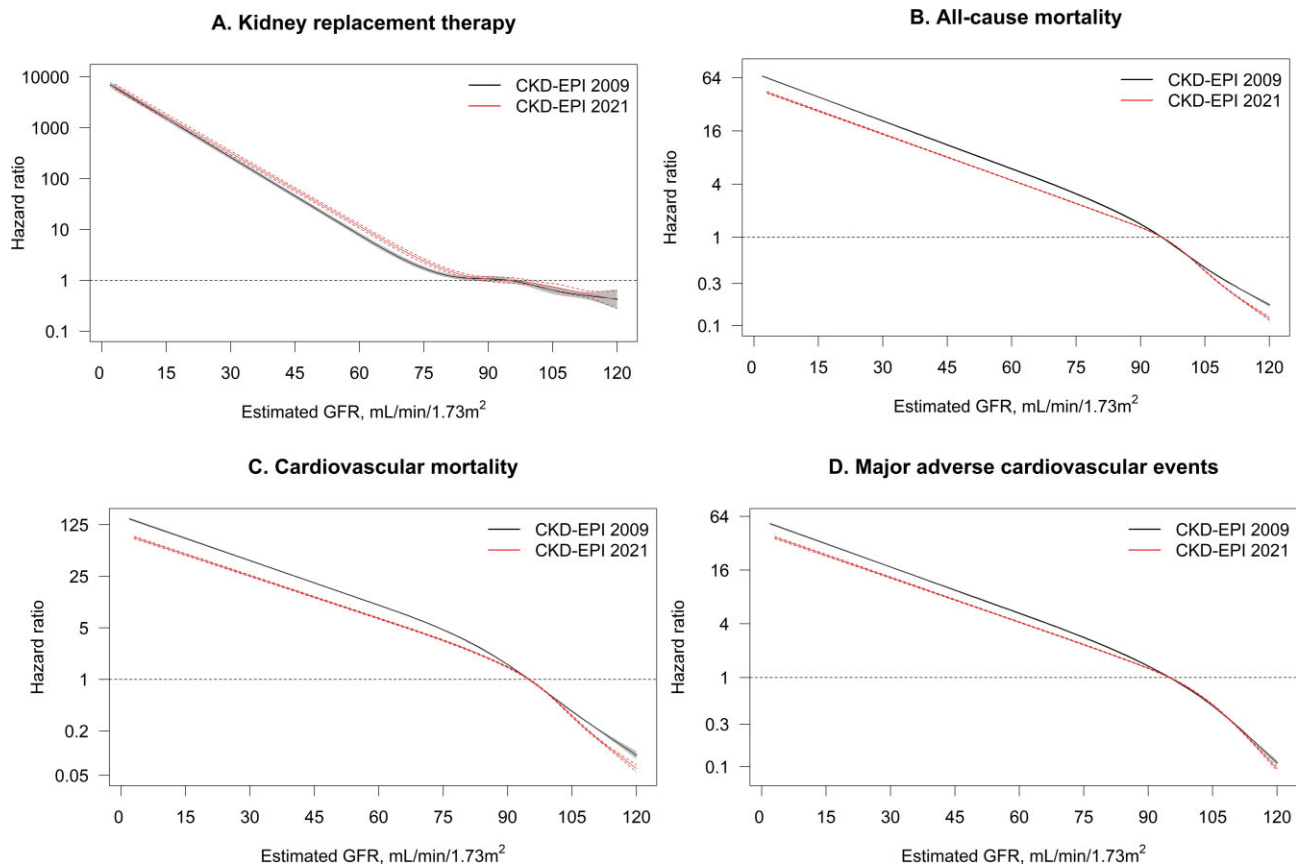 A. Kidney replacement therapy
10000
1000
100
10
1
0.1
Hazard ratio
CKD-EPI 2009
CKD-EPI 2021
0 15 30 45 60 75 90 105 120
Estimated GFR, mL/min/1.73m²
B. All-cause mortality
64
16
4
1
0.3
0.1
Hazard ratio
CKD-EPI 2009
CKD-EPI 2021
0 15 30 45 60 75 90 105 120
Estimated GFR, mL/min/1.73m²
C. Cardiovascular mortality
125
25
5
1
0.2
0.05
Hazard ratio
CKD-EPI 2009
CKD-EPI 2021
0 15 30 45 60 75 90 105 120
Estimated GFR, mL/min/1.73m²
D. Major adverse cardiovascular events
64
16
4
1
0.3
0.1
Hazard ratio
CKD-EPI 2009
CKD-EPI 2021
0 15 30 45 60 75 90 105 120
Estimated GFR, mL/min/1.73m²